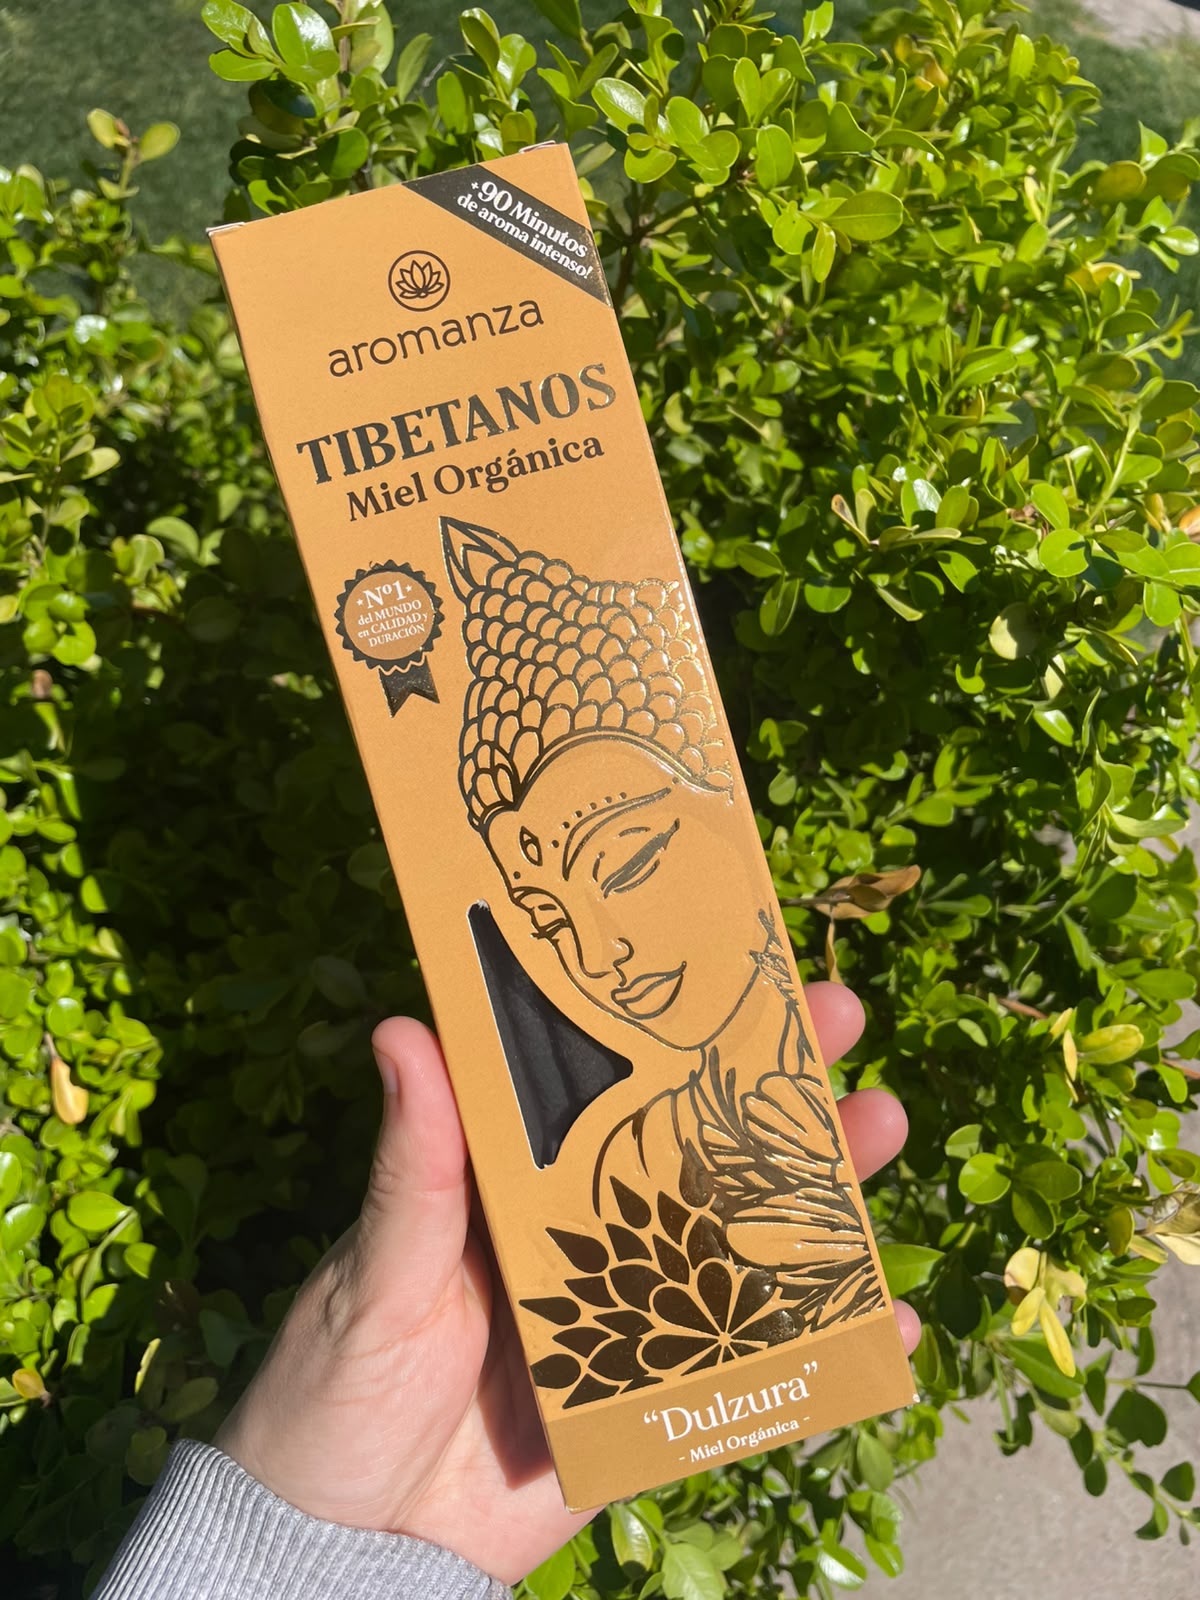 +90 Minutos
de aroma intenso!
aromanza
TIBETANOS
Miel Orgánica
Nº1
del MUNDO
en CALIDAD y
DURACIÓN
“Dulzura”
- Miel Orgánica -